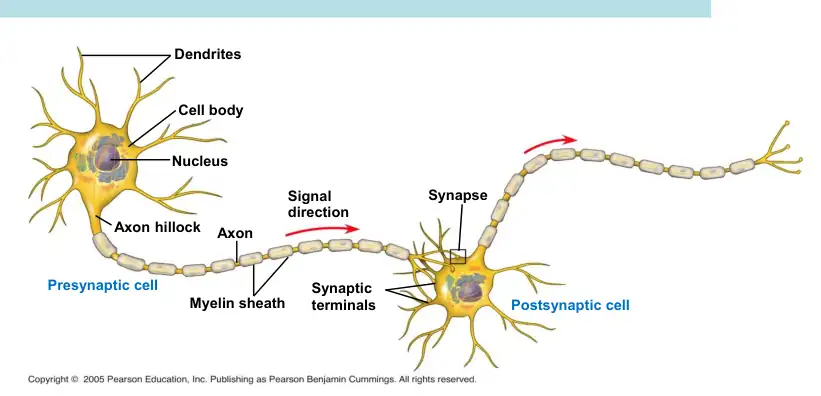 Dendrites
Cell body
Nucleus
Axon hillock
Axon
Signal
direction
Synapse
Presynaptic cell
Myelin sheath
Synaptic
terminals
Postsynaptic cell
Copyright © 2005 Pearson Education, Inc. Publishing as Pearson Benjamin Cummings. All rights reserved.